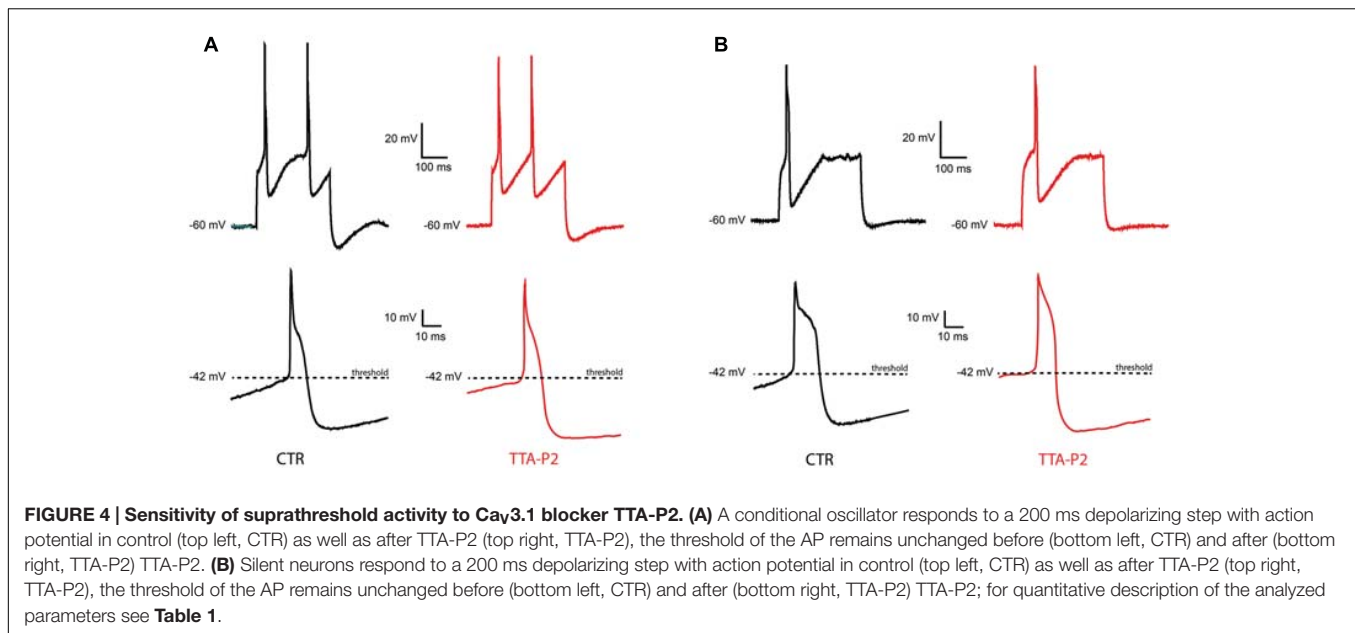 A
B
20 mV
100 ms
20 mV
100 ms
-60 mV
-60 mV
-60 mV
-60 mV
10 mV
10 ms
10 mV
10 ms
-42 mV
threshold
-42 mV
threshold
-42 mV
threshold
-42 mV
threshold
CTR
TTA-P2
CTR
TTA-P2
FIGURE 4 | Sensitivity of suprathreshold activity to CaV3.1 blocker TTA-P2. (A) A conditional oscillator responds to a 200 ms depolarizing step with action
potential in control (top left, CTR) as well as after TTA-P2 (top right, TTA-P2), the threshold of the AP remains unchanged before (bottom left, CTR) and after (bottom
right, TTA-P2) TTA-P2. (B) Silent neurons respond to a 200 ms depolarizing step with action potential in control (top left, CTR) as well as after TTA-P2 (top right,
TTA-P2), the threshold of the AP remains unchanged before (bottom left, CTR) and after (bottom right, TTA-P2) TTA-P2; for quantitative description of the analyzed
parameters see Table 1.